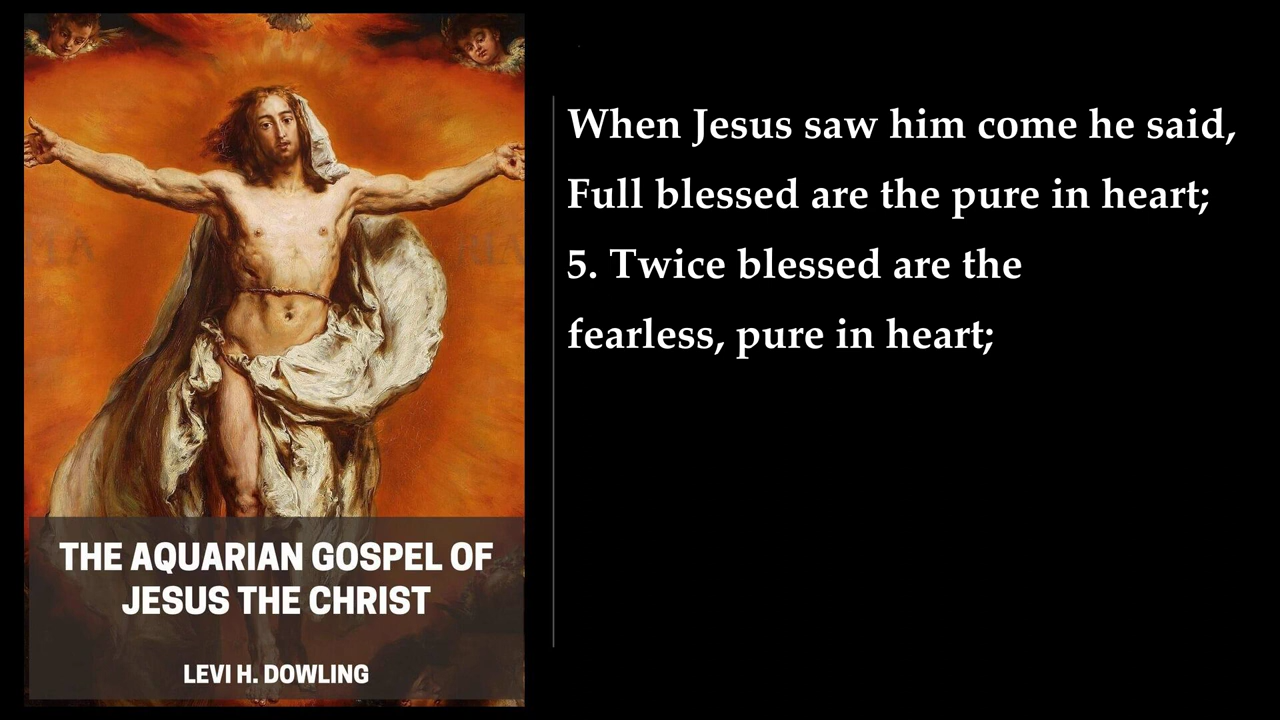 When Jesus saw him come he said,
Full blessed are the pure in heart;
5. Twice blessed are the
fearless, pure in heart;
THE AQUARIAN GOSPEL OF
JESUS THE CHRIST
LEVI H. DOWLING